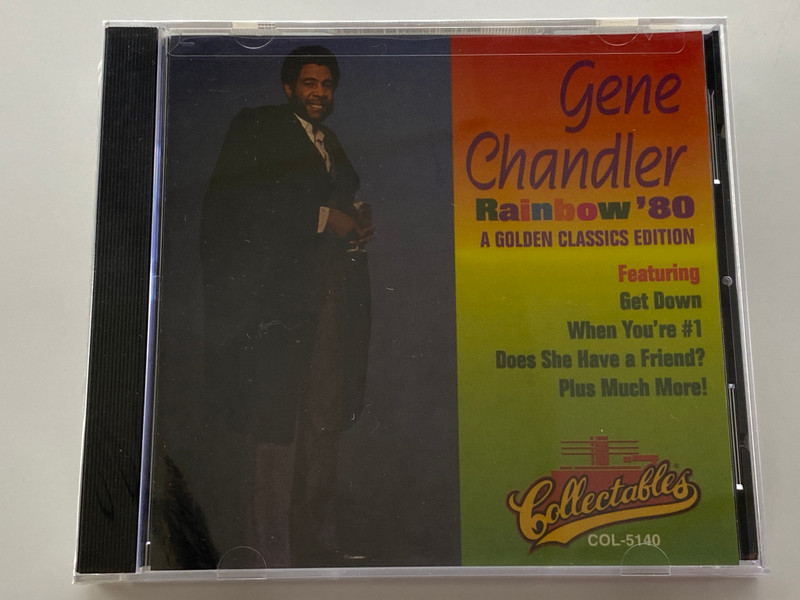 Gene
Chandler
Rainbow '80
A GOLDEN CLASSICS EDITION
Featuring
Get Down
When You're #1
Does She Have a Friend?
Plus Much More!
Collectables®
COL-5140